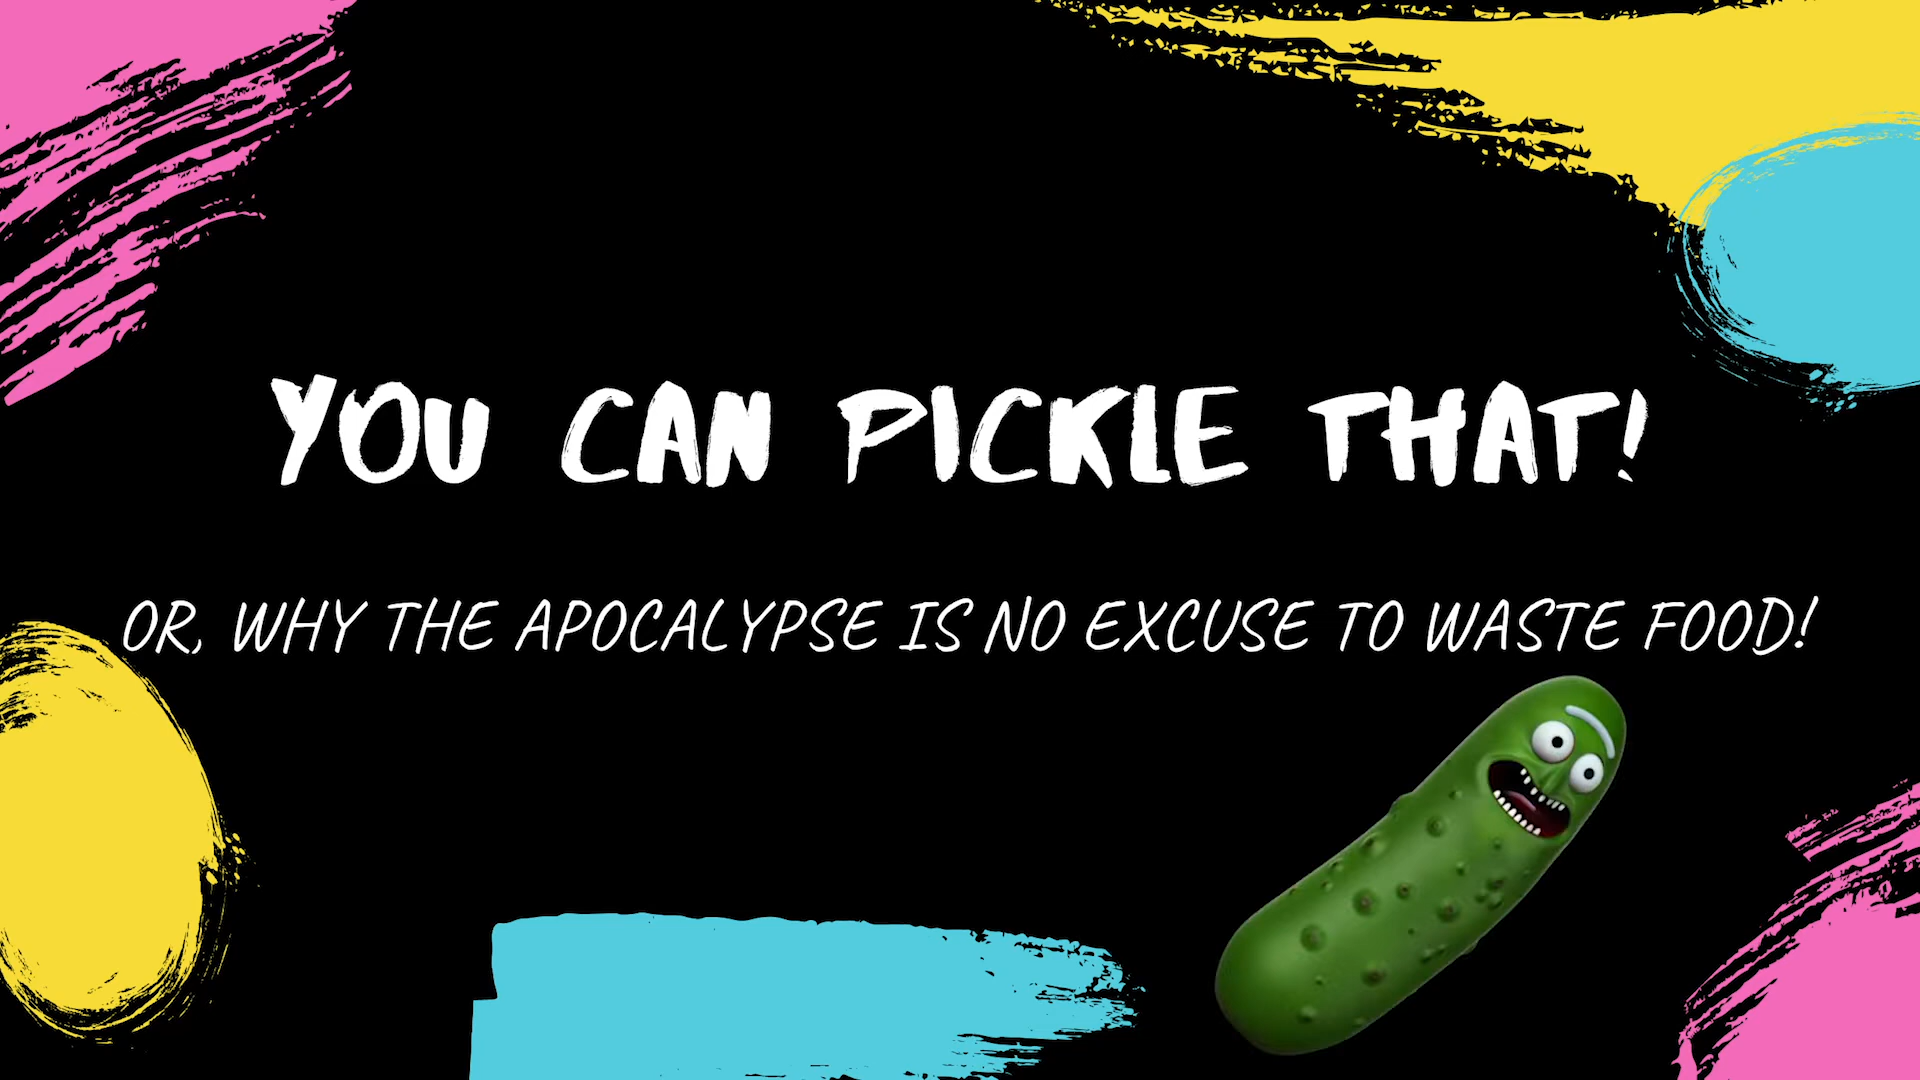 YOU CAN PICKLE THAT!
OR, WHY THE APOCALYPSE IS NO EXCUSE TO WASTE FOOD!